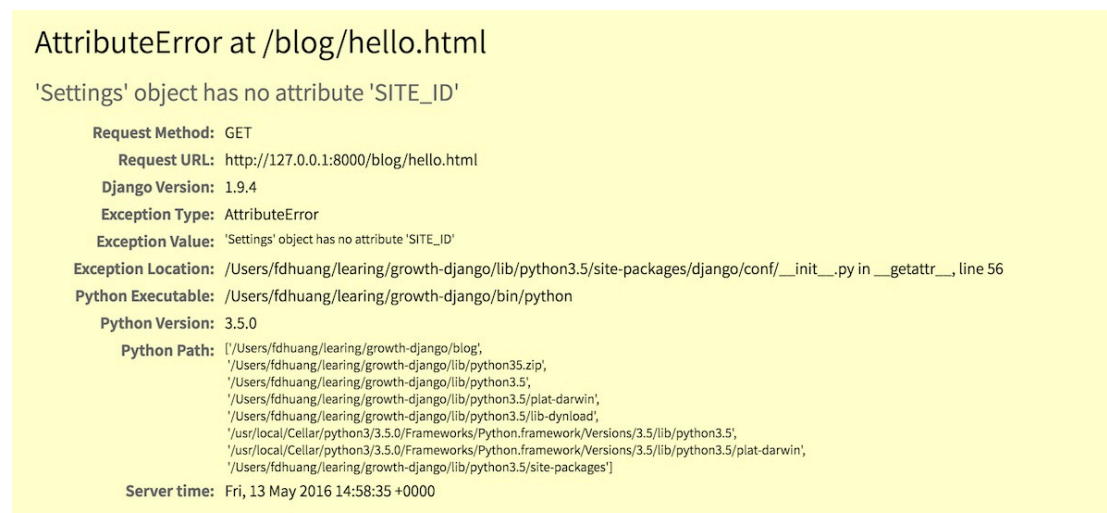 AttributeError at /blog/hello.html
'Settings' object has no attribute 'SITE_ID'
Request Method: GET
Request URL: http://127.0.0.1:8000/blog/hello.html
Django Version: 1.9.4
Exception Type: AttributeError
Exception Value: 'Settings' object has no attribute 'SITE_ID'
Exception Location: /Users/fdhuang/learing/growth-django/lib/python3.5/site-packages/django/conf/__init__.py in __getattr__, line 56
Python Executable: /Users/fdhuang/learing/growth-django/bin/python
Python Version: 3.5.0
Python Path: ['/Users/fdhuang/learing/growth-django/blog',
'/Users/fdhuang/learing/growth-django/lib/python35.zip',
'/Users/fdhuang/learing/growth-django/lib/python3.5',
'/Users/fdhuang/learing/growth-django/lib/python3.5/plat-darwin',
'/Users/fdhuang/learing/growth-django/lib/python3.5/lib-dynload',
'/usr/local/Cellar/python3/3.5.0/Frameworks/Python.framework/Versions/3.5/lib/python3.5',
'/usr/local/Cellar/python3/3.5.0/Frameworks/Python.framework/Versions/3.5/lib/python3.5/plat-darwin',
'/Users/fdhuang/learing/growth-django/lib/python3.5/site-packages']
Server time: Fri, 13 May 2016 14:58:35 +0000